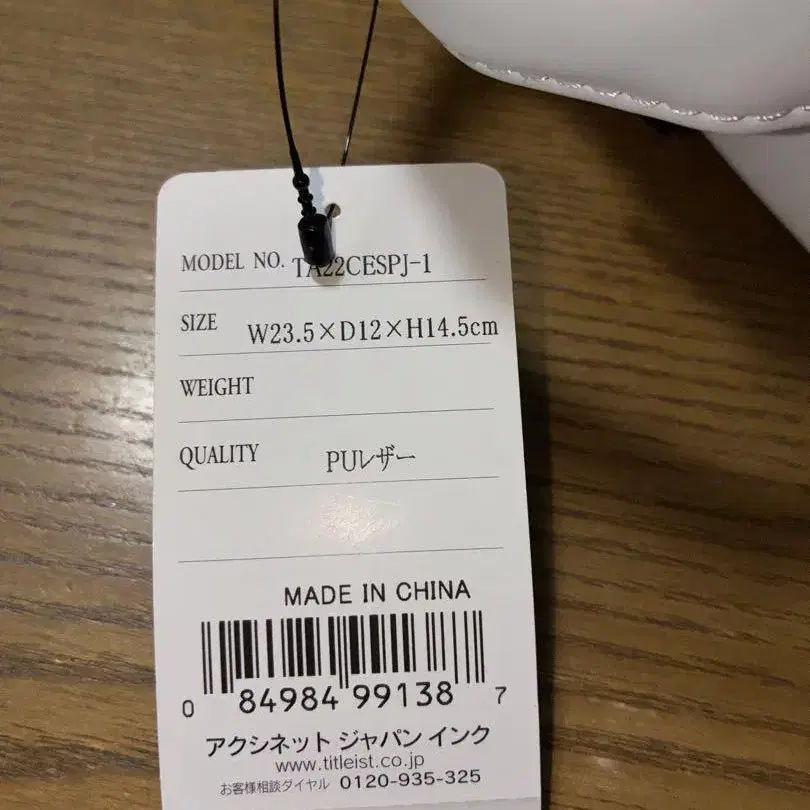 MODEL NO. TA22CESPJ-1
SIZE W23.5×D12×H14.5cm
WEIGHT
QUALITY PUレザー
MADE IN CHINA
0 84984 99138 7
アクシネット ジャパン インク
www.titleist.co.jp
お客様相談ダイヤル 0120-935-325